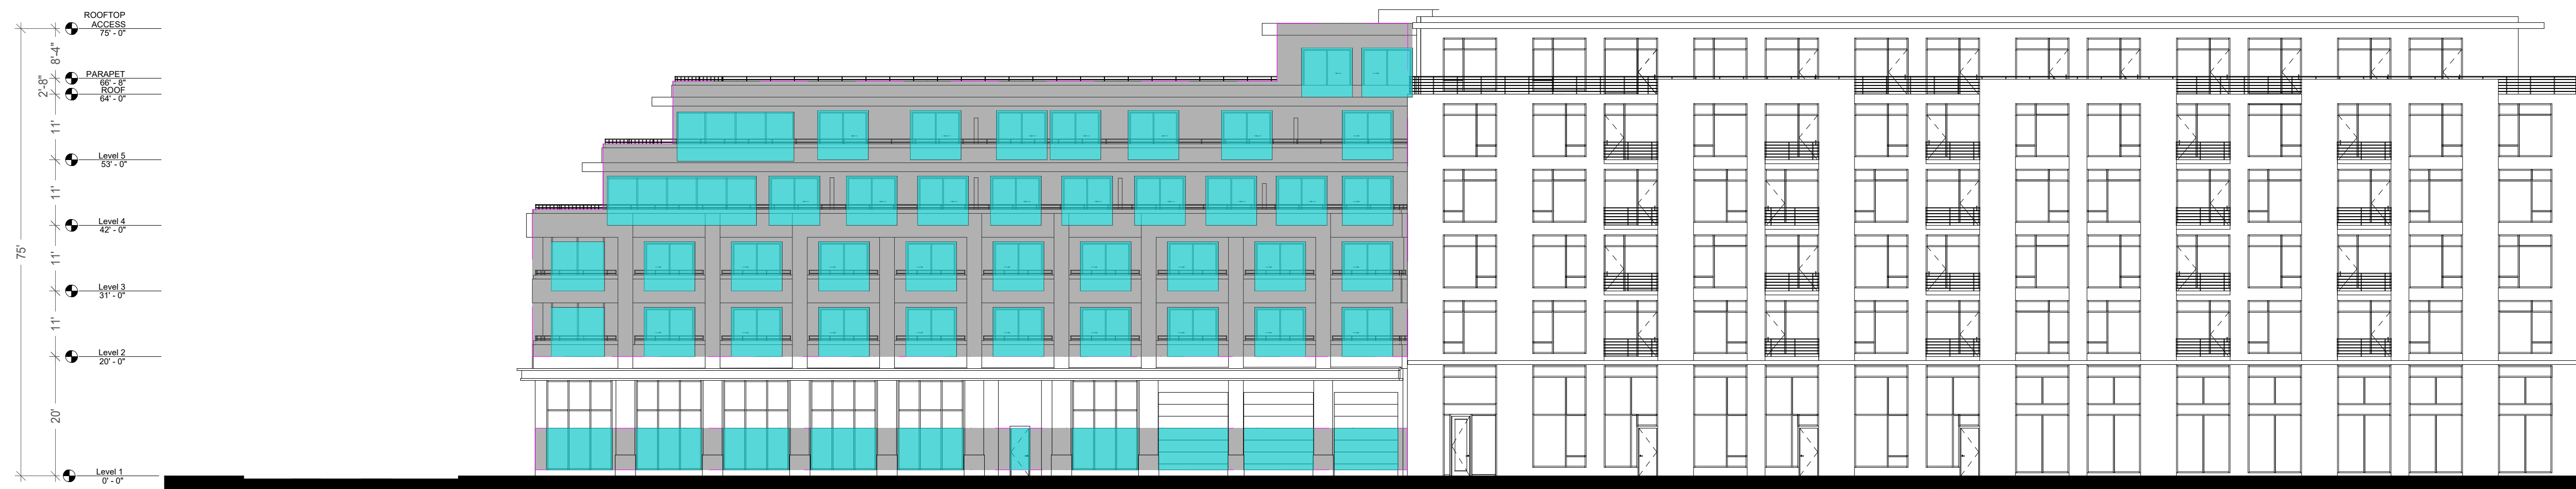 ROOFTOP
ACCESS
75' - 0"
8'-4"
PARAPET
66' - 8"
2'-8"
ROOF
64' - 0"
11'
Level 5
53' - 0"
11'
Level 4
42' - 0"
75'
11'
Level 3
31' - 0"
11'
Level 2
20' - 0"
20'
Level 1
0' - 0"